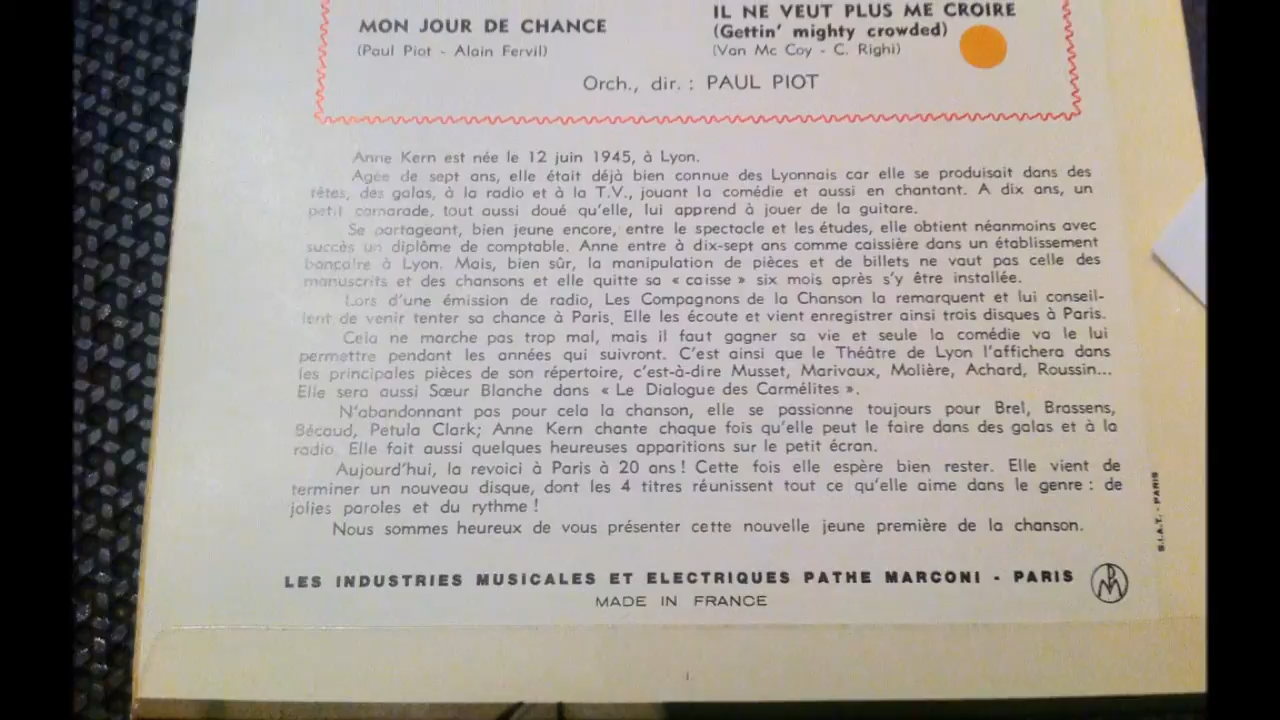 MON JOUR DE CHANCE
(Paul Piot - Alain Fervil)
IL NE VEUT PLUS ME CROIRE
(Gettin' mighty crowded)
(Van Mc Coy - C. Righi)
Orch., dir. : PAUL PIOT
Anne Kern est née le 12 juin 1945, à Lyon.
Agée de sept ans, elle était déjà bien connue des Lyonnais car elle se produisait dans des
fêtes, des galas, à la radio et à la T.V., jouant la comédie et aussi en chantant. A dix ans, un
petit camarade, tout aussi doué qu'elle, lui apprend à jouer de la guitare.
Se partageant, bien jeune encore, entre le spectacle et les études, elle obtient néanmoins avec
succès un diplôme de comptable. Anne entre à dix-sept ans comme caissière dans un établissement
bancaire à Lyon. Mais, bien sûr, la manipulation de pièces et de billets ne vaut pas celle des
manuscrits et des chansons et elle quitte sa « caisse » six mois après s'y être installée.
Lors d'une émission de radio, Les Compagnons de la Chanson la remarquent et lui conseil-
lent de venir tenter sa chance à Paris. Elle les écoute et vient enregistrer ainsi trois disques à Paris.
Cela ne marche pas trop mal, mais il faut gagner sa vie et seule la comédie va le lui
permettre pendant les années qui suivront. C'est ainsi que le Théâtre de Lyon l'affichera dans
les principales pièces de son répertoire, c'est-à-dire Musset, Marivaux, Molière, Achard, Roussin...
Elle sera aussi Sœur Blanche dans « Le Dialogue des Carmélites ».
N'abandonnant pas pour cela la chanson, elle se passionne toujours pour Brel, Brassens,
Bécaud, Petula Clark; Anne Kern chante chaque fois qu'elle peut le faire dans des galas et à la
radio. Elle fait aussi quelques heureuses apparitions sur le petit écran.
Aujourd'hui, la revoici à Paris à 20 ans ! Cette fois elle espère bien rester. Elle vient de
terminer un nouveau disque, dont les 4 titres réunissent tout ce qu'elle aime dans le genre : de
jolies paroles et du rythme !
Nous sommes heureux de vous présenter cette nouvelle jeune première de la chanson.
S.I.A.T. - PARIS
LES INDUSTRIES MUSICALES ET ELECTRIQUES PATHE MARCONI - PARIS
MADE IN FRANCE